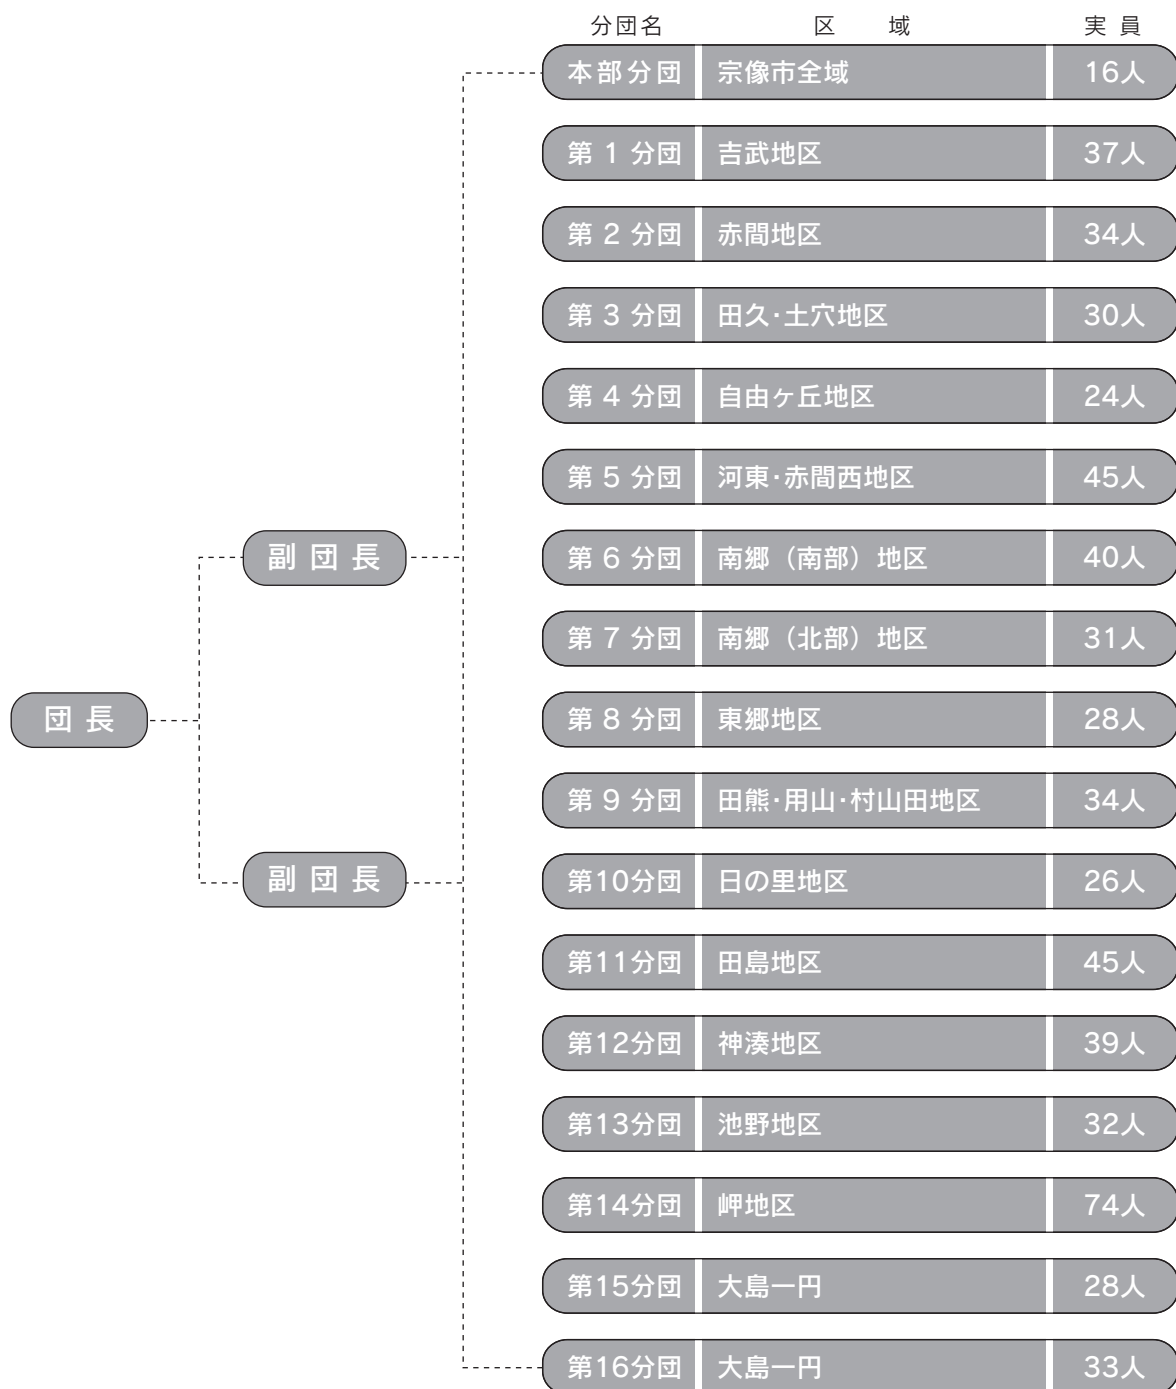 分団名 区域 実員
本部分団 宗像市全域 16人
第1分団 吉武地区 37人
第2分団 赤間地区 34人
第3分団 田久・土穴地区 30人
第4分団 自由ヶ丘地区 24人
第5分団 河東・赤間西地区 45人
副団長
第6分団 南郷（南部）地区 40人
第7分団 南郷（北部）地区 31人
団長
第8分団 東郷地区 28人
第9分団 田熊・用山・村山田地区 34人
副団長
第10分団 日の里地区 26人
第11分団 田島地区 45人
第12分団 神湊地区 39人
第13分団 池野地区 32人
第14分団 岬地区 74人
第15分団 大島一円 28人
第16分団 大島一円 33人